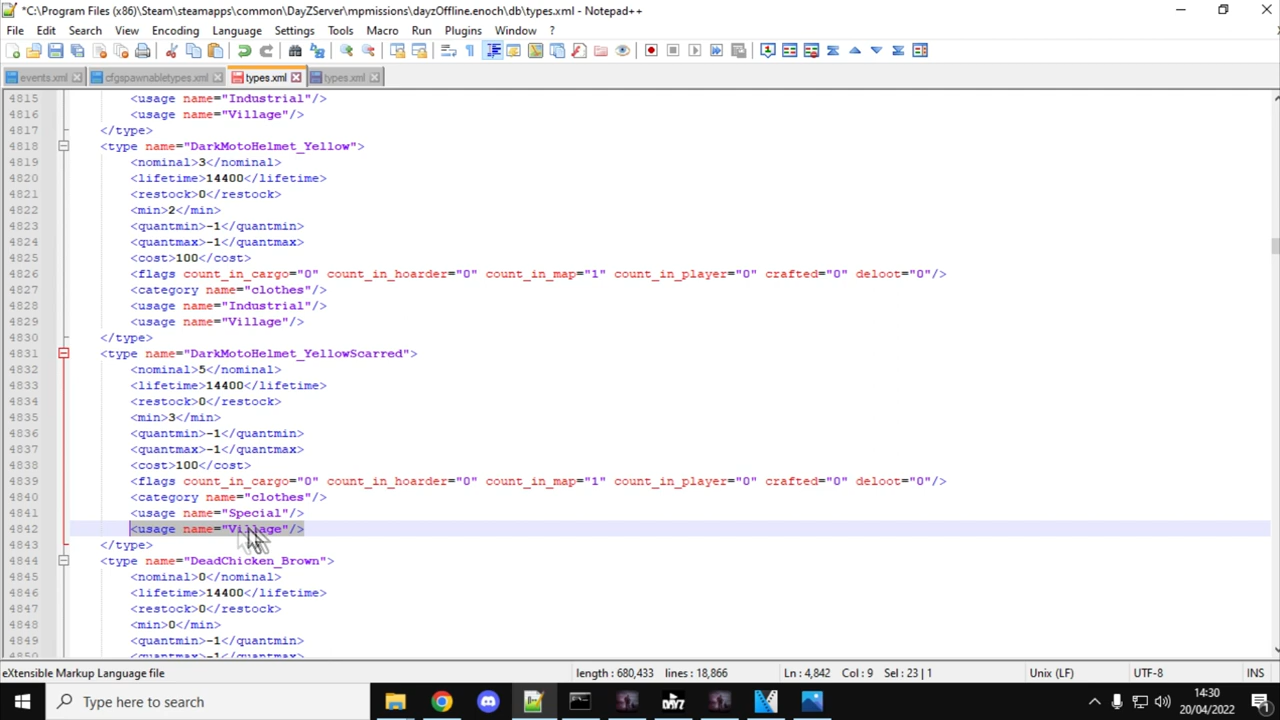 *C:\Program Files (x86)\Steam\steamapps\common\DayZServer\mpmissions\dayzOffline.enoch\db\types.xml - Notepad++
File Edit Search View Encoding Language Settings Tools Macro Run Plugins Window ?
events.xml cfgspawnabletypes.xml types.xml types.xml
4815 <usage name="Industrial"/>
4816 <usage name="Village"/>
4817 </type>
4818 <type name="DarkMotoHelmet_Yellow">
4819 <nominal>3</nominal>
4820 <lifetime>14400</lifetime>
4821 <restock>0</restock>
4822 <min>2</min>
4823 <quantmin>-1</quantmin>
4824 <quantmax>-1</quantmax>
4825 <cost>100</cost>
4826 <flags count_in_cargo="0" count_in_hoarder="0" count_in_map="1" count_in_player="0" crafted="0" deloot="0"/>
4827 <category name="clothes"/>
4828 <usage name="Industrial"/>
4829 <usage name="Village"/>
4830 </type>
4831 <type name="DarkMotoHelmet_YellowScarred">
4832 <nominal>5</nominal>
4833 <lifetime>14400</lifetime>
4834 <restock>0</restock>
4835 <min>3</min>
4836 <quantmin>-1</quantmin>
4837 <quantmax>-1</quantmax>
4838 <cost>100</cost>
4839 <flags count_in_cargo="0" count_in_hoarder="0" count_in_map="1" count_in_player="0" crafted="0" deloot="0"/>
4840 <category name="clothes"/>
4841 <usage name="Special"/>
4842 <usage name="Village"/>
4843 </type>
4844 <type name="DeadChicken_Brown">
4845 <nominal>0</nominal>
4846 <lifetime>14400</lifetime>
4847 <restock>0</restock>
4848 <min>0</min>
4849 <quantmin>-1</quantmin>
4850 <quantmax>-1</quantmax>
eXtensible Markup Language file length : 680,433 lines : 18,866 Ln : 4,842 Col : 9 Sel : 23 | 1 Unix (LF) UTF-8 INS
Type here to search
14:30
20/04/2022